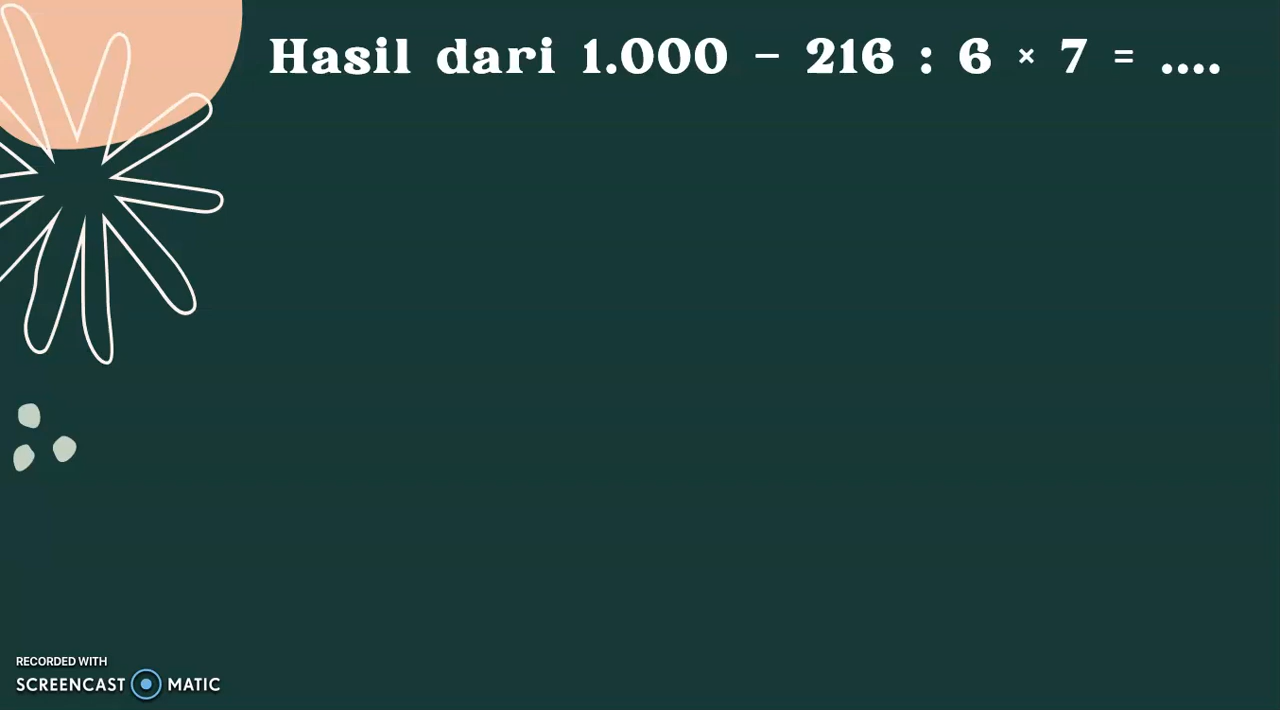 Hasil dari 1.000 – 216 : 6 × 7 = ....
RECORDED WITH
SCREENCAST MATIC